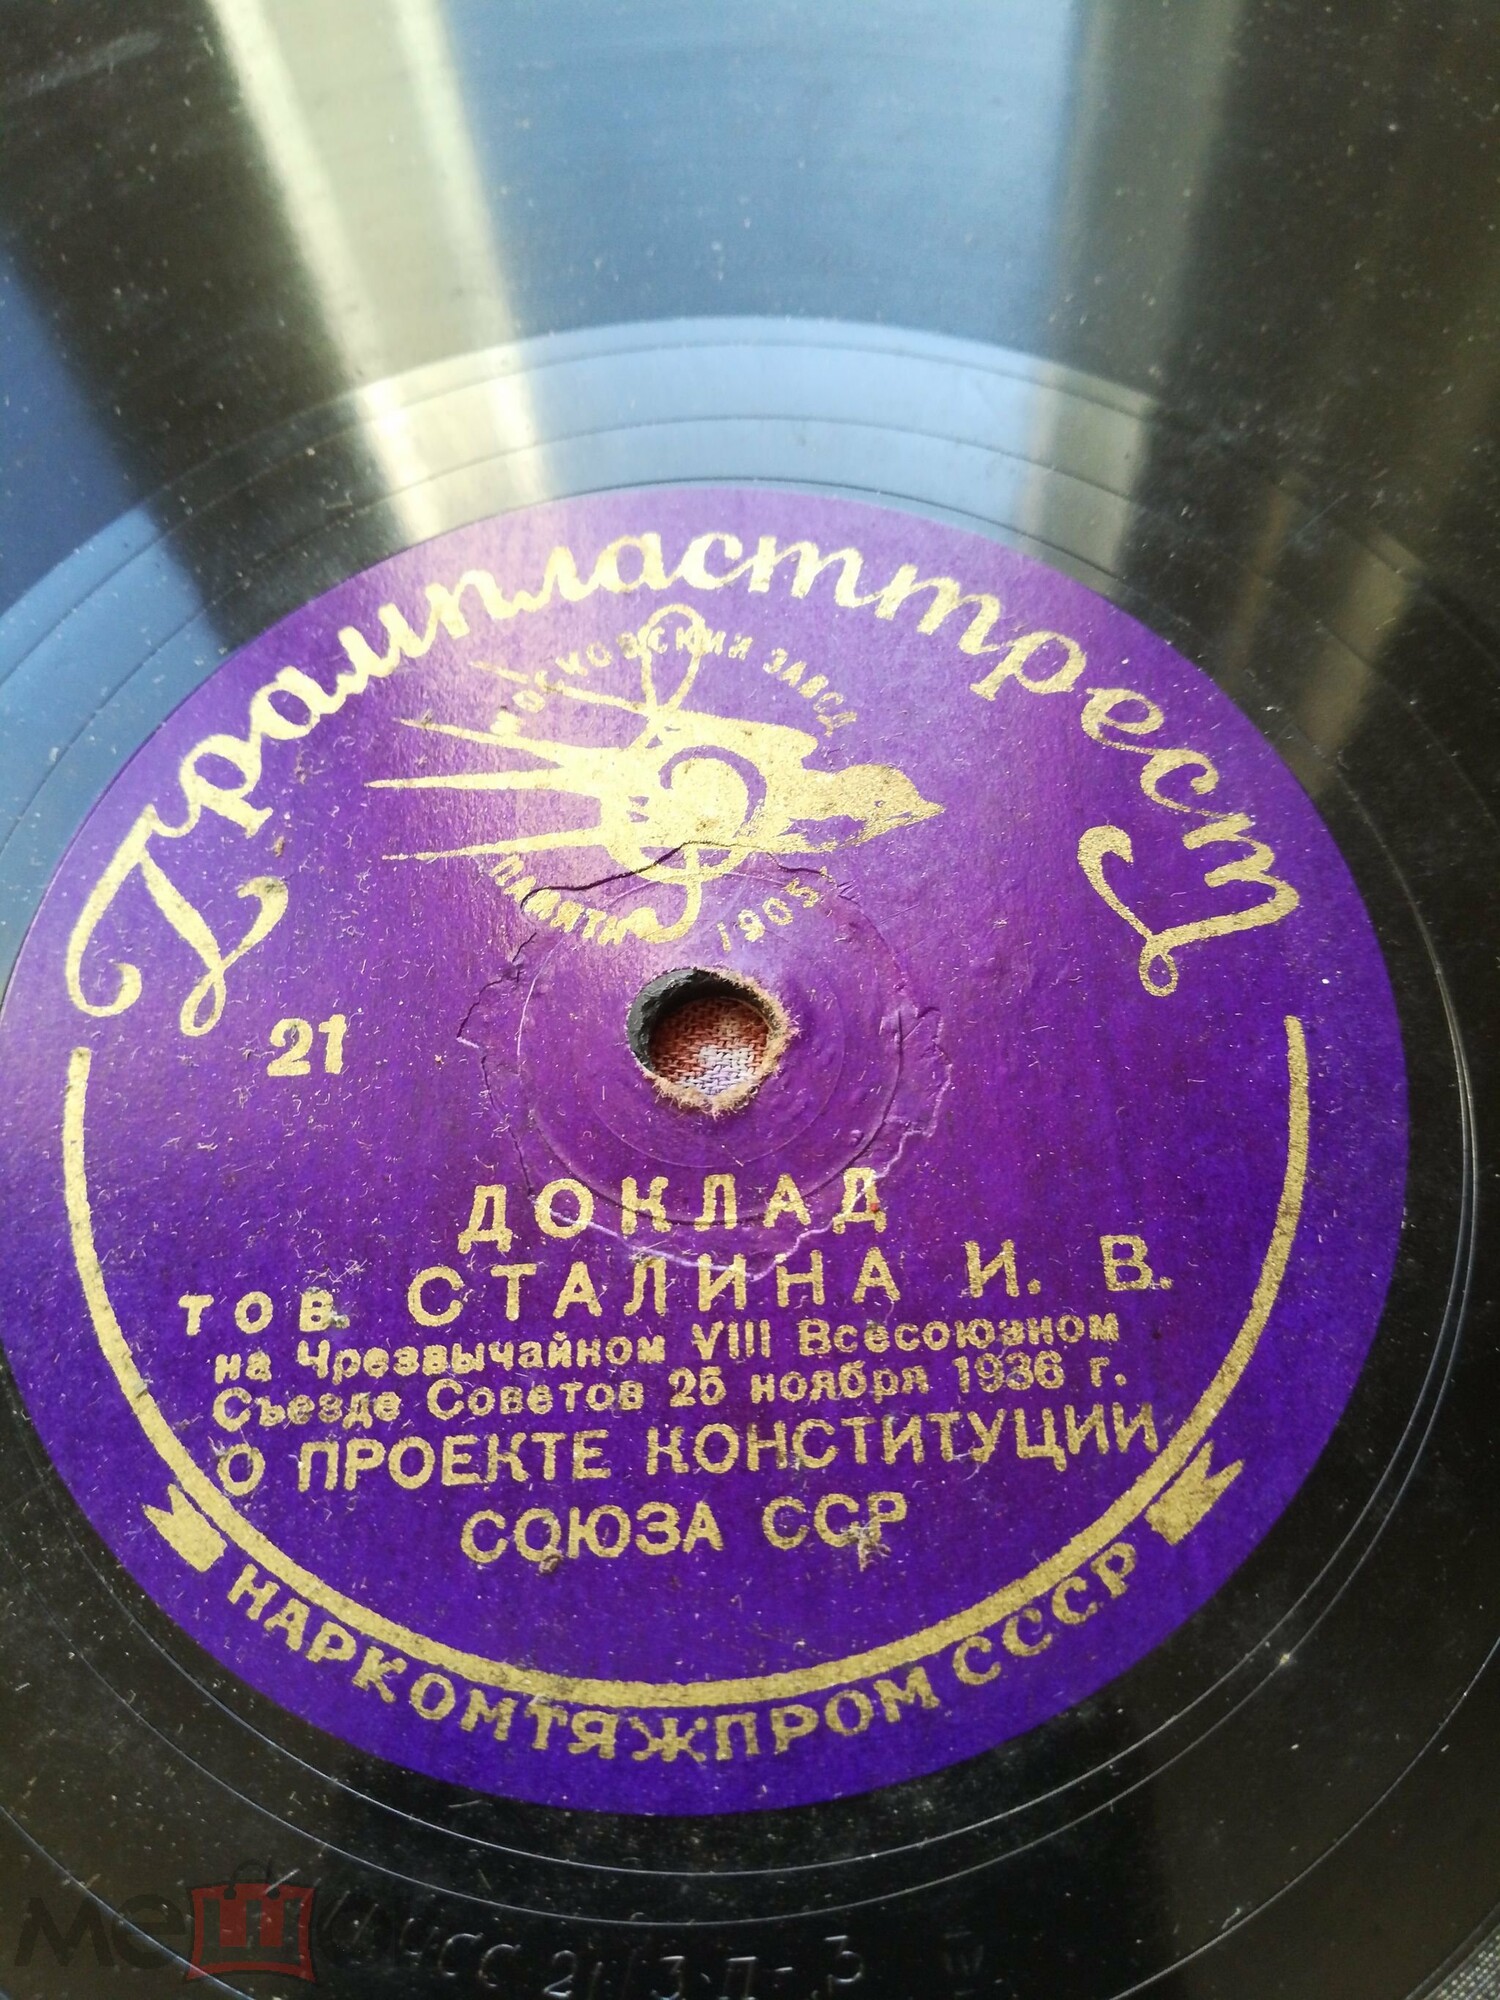 Грампласттрест
МОСКОВСКИЙ ЗАВОД
ПАМЯТИ 1905
21
ДОКЛАД
тов. СТАЛИНА И. В.
на Чрезвычайном VIII Всесоюзном
Съезде Советов 25 ноября 1936 г.
О ПРОЕКТЕ КОНСТИТУЦИИ
СОЮЗА ССР
НАРКОМТЯЖПРОМ СССР
мешок